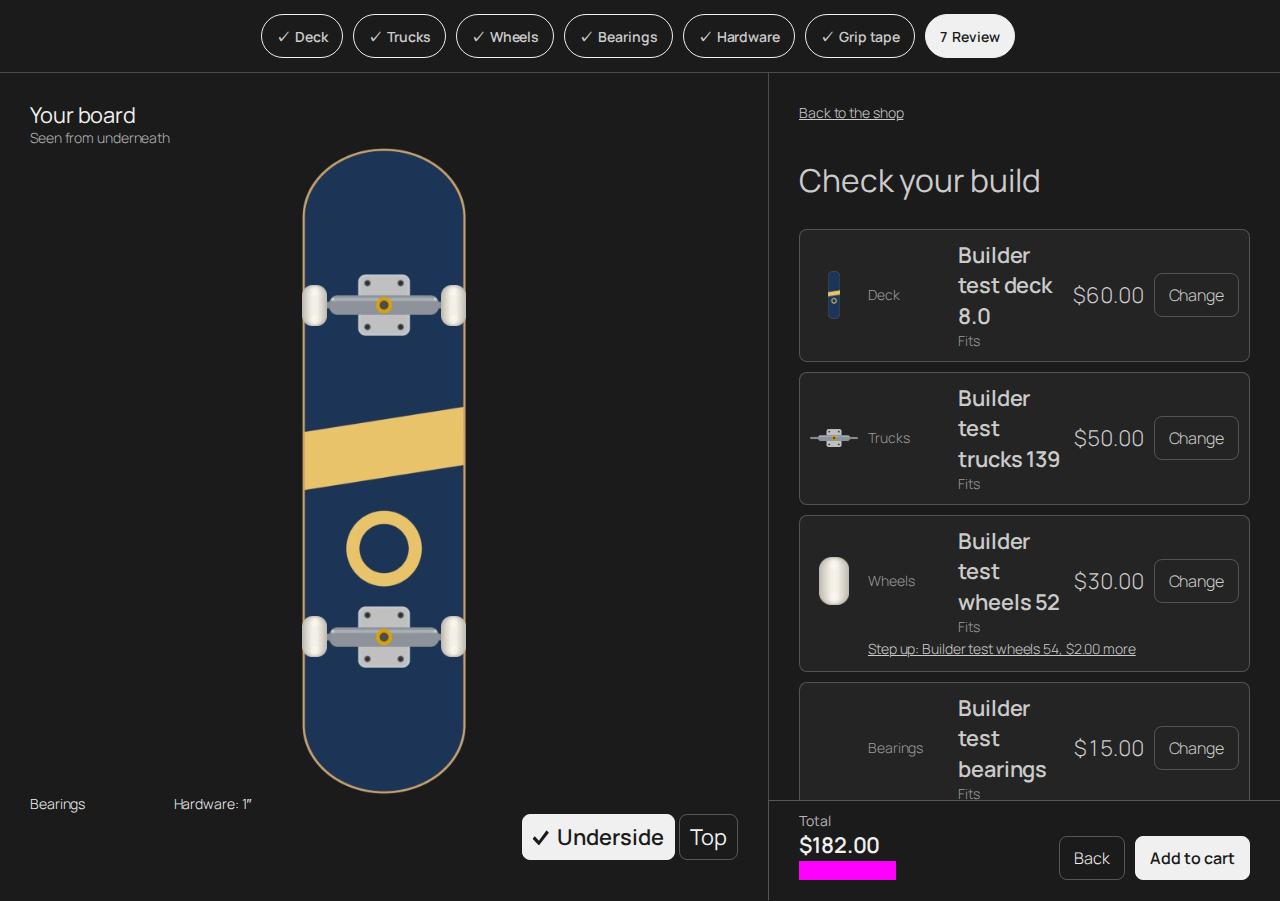 ✓ Deck
✓ Trucks
✓ Wheels
✓ Bearings
✓ Hardware
✓ Grip tape
7 Review
Your board
Seen from underneath
Bearings
Hardware: 1″
✓ Underside
Top
Back to the shop
Check your build
Deck
Builder
test deck
8.0
Fits
$60.00
Change
Trucks
Builder
test
trucks 139
Fits
$50.00
Change
Wheels
Builder
test
wheels 52
Fits
$30.00
Change
Step up: Builder test wheels 54, $2.00 more
Bearings
Builder
test
bearings
Fits
$15.00
Change
Total
$182.00
Back
Add to cart